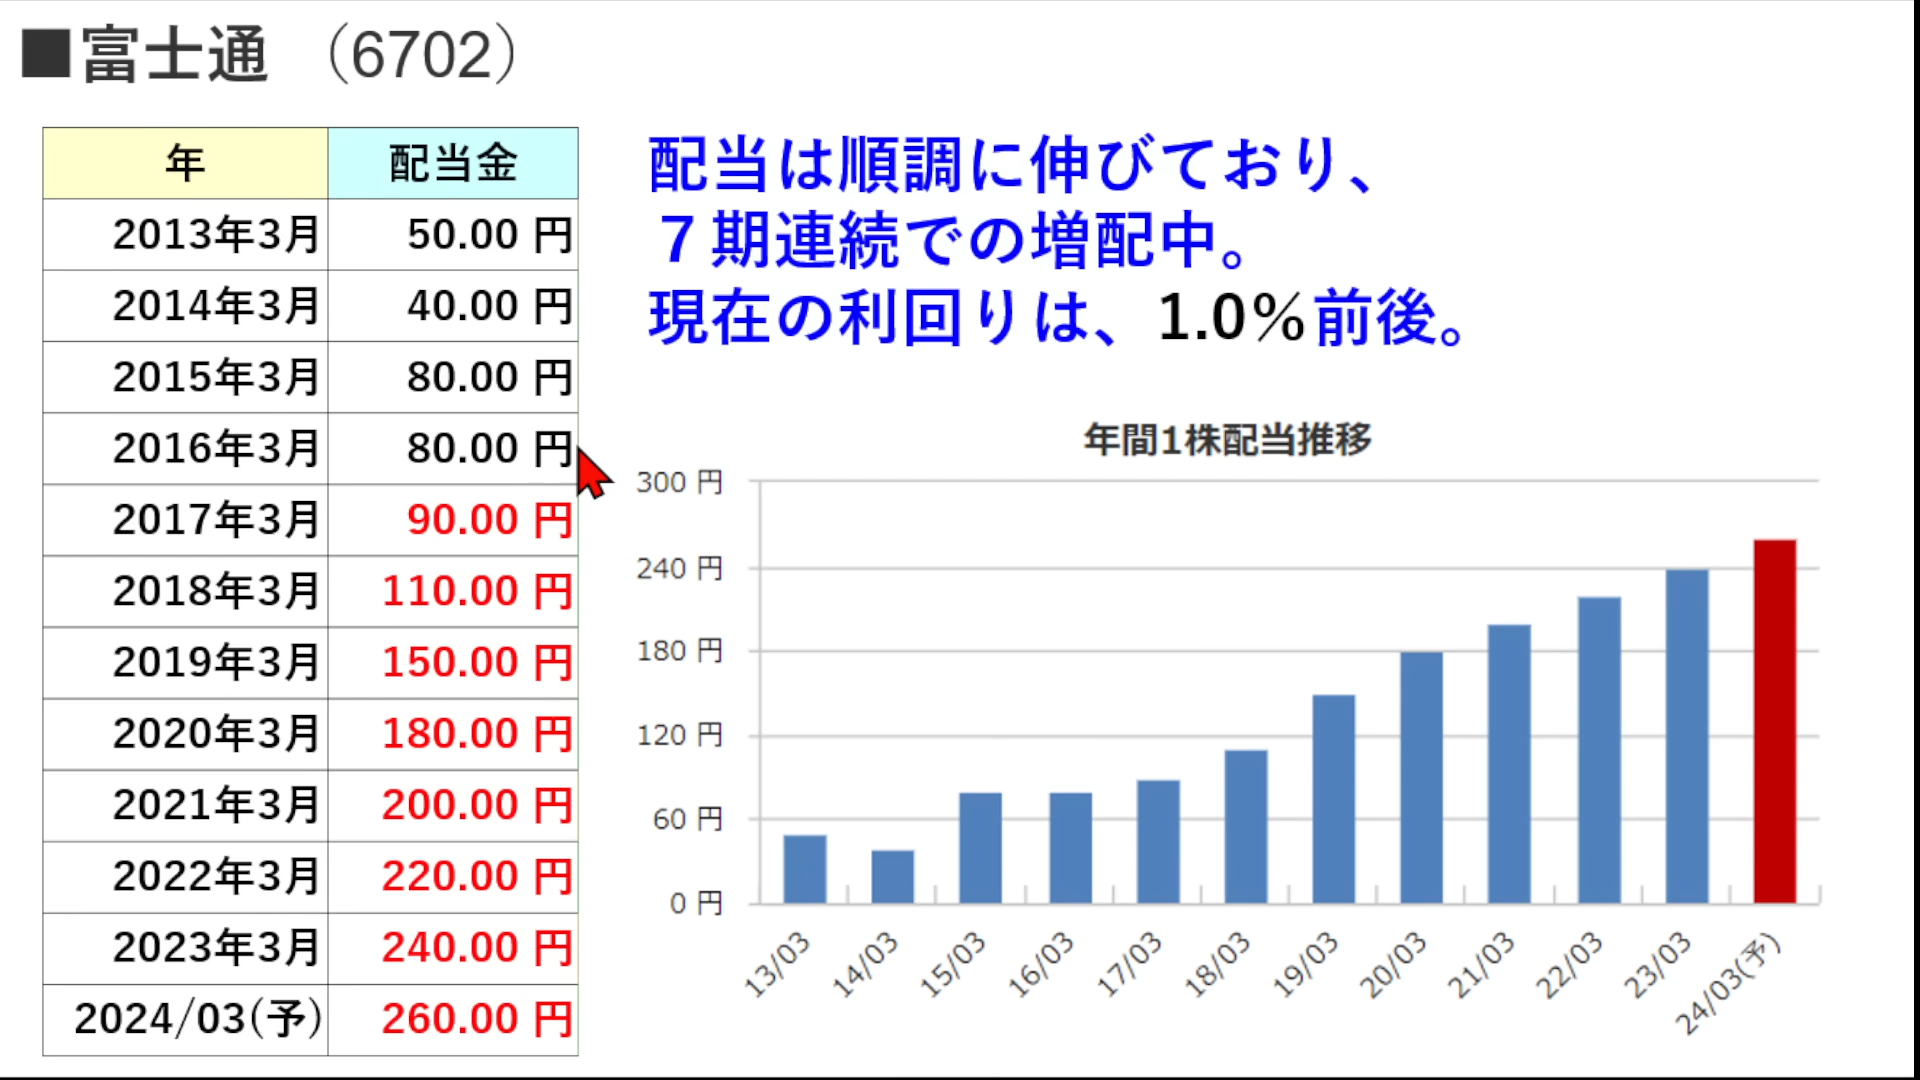 ■富士通 （6702）
年 配当金
2013年3月 50.00 円
2014年3月 40.00 円
2015年3月 80.00 円
2016年3月 80.00 円
2017年3月 90.00 円
2018年3月 110.00 円
2019年3月 150.00 円
2020年3月 180.00 円
2021年3月 200.00 円
2022年3月 220.00 円
2023年3月 240.00 円
2024/03(予) 260.00 円
配当は順調に伸びており、
７期連続での増配中。
現在の利回りは、1.0%前後。
年間1株配当推移
300 円
240 円
180 円
120 円
60 円
0 円
13/03
14/03
15/03
16/03
17/03
18/03
19/03
20/03
21/03
22/03
23/03
24/03(予)